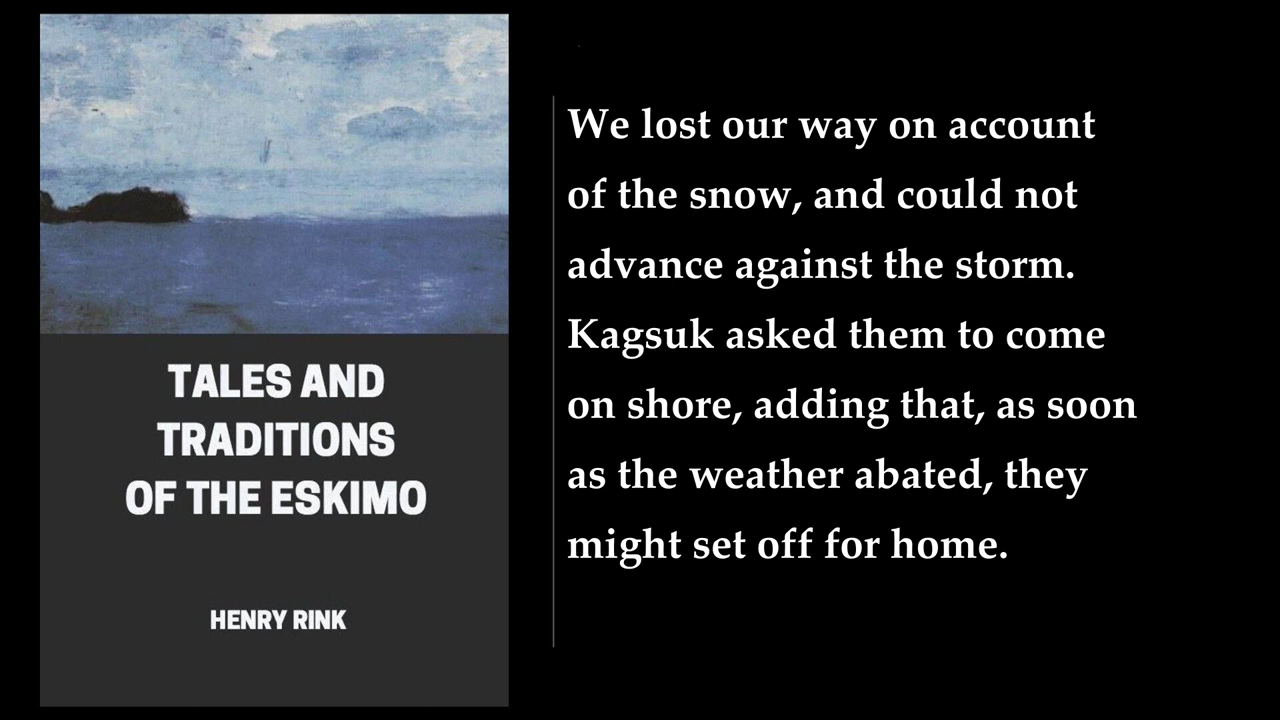 TALES AND
TRADITIONS
OF THE ESKIMO
HENRY RINK
We lost our way on account
of the snow, and could not
advance against the storm.
Kagsuk asked them to come
on shore, adding that, as soon
as the weather abated, they
might set off for home.